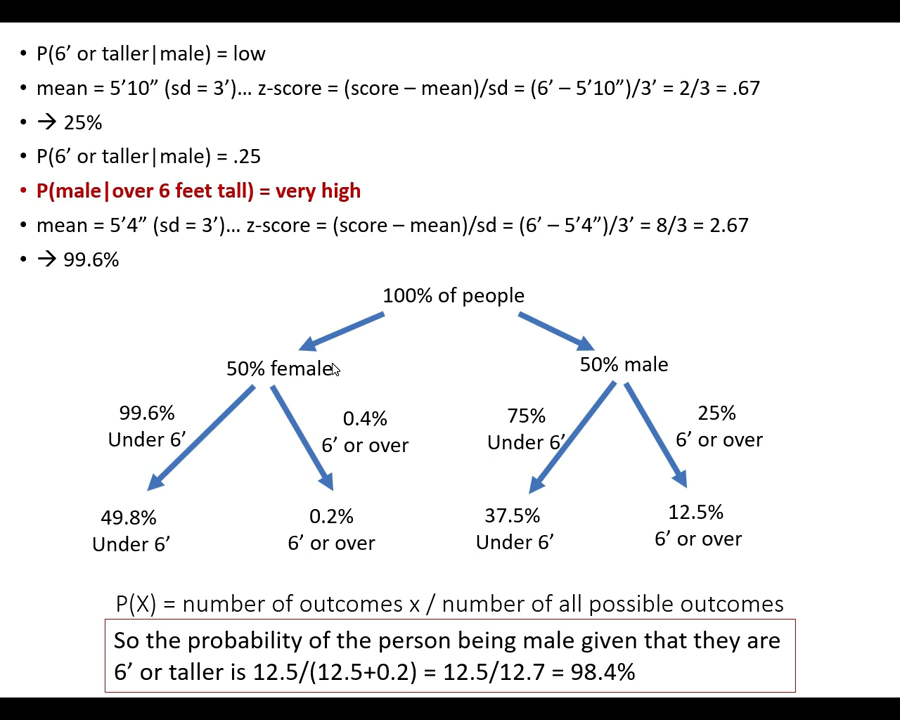 • P(6’ or taller|male) = low
• mean = 5’10” (sd = 3’)... z-score = (score – mean)/sd = (6’ – 5’10”)/3’ = 2/3 = .67
• → 25%
• P(6’ or taller|male) = .25
• P(male|over 6 feet tall) = very high
• mean = 5’4” (sd = 3’)... z-score = (score – mean)/sd = (6’ – 5’4”)/3’ = 8/3 = 2.67
• → 99.6%
100% of people
50% female
50% male
99.6%
Under 6’
0.4%
6’ or over
75%
Under 6’
25%
6’ or over
49.8%
Under 6’
0.2%
6’ or over
37.5%
Under 6’
12.5%
6’ or over
P(X) = number of outcomes x / number of all possible outcomes
So the probability of the person being male given that they are
6’ or taller is 12.5/(12.5+0.2) = 12.5/12.7 = 98.4%